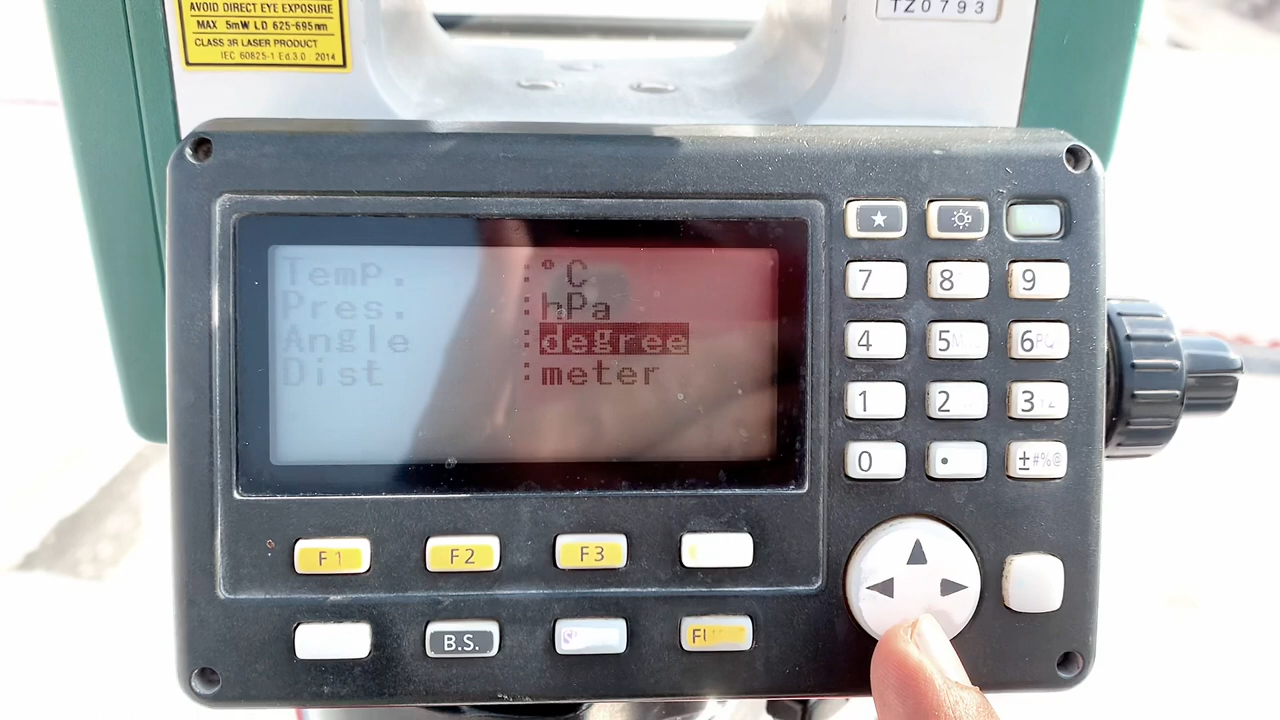 AVOID DIRECT EYE EXPOSURE
MAX 5mW LD 625-695nm
CLASS 3R LASER PRODUCT
IEC 60825-1 Ed.3.0 2014
TZ0793
Temp. :°C
Pres. :hPa
Angle :degree
Dist :meter
★
7 8 9
4 5 6PQ
1 2 3
0 . ±#%@
F1 F2 F3
B.S.